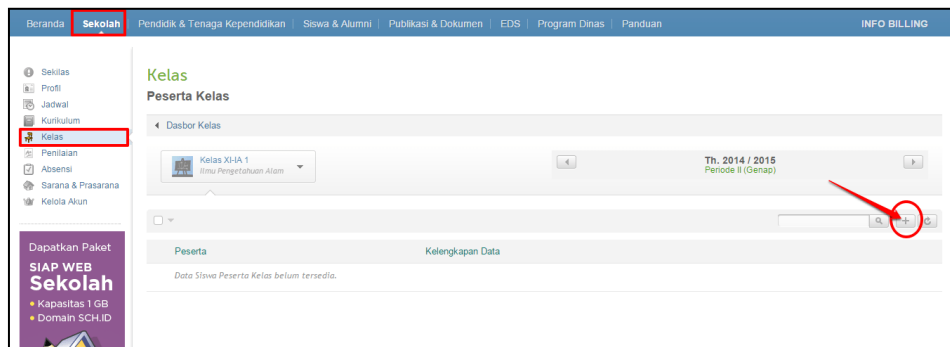 Beranda Sekolah Pendidik & Tenaga Kependidikan Siswa & Alumni Publikasi & Dokumen EDS Program Dinas Panduan INFO BILLING
Sekilas
Profil
Jadwal
Kurikulum
Kelas
Penilaian
Absensi
Sarana & Prasarana
Kelola Akun
Dapatkan Paket
SIAP WEB
Sekolah
• Kapasitas 1 GB
• Domain SCH.ID
Kelas
Peserta Kelas
Dasbor Kelas
Kelas XI-IA 1
Ilmu Pengetahuan Alam
Th. 2014 / 2015
Periode II (Genap)
Peserta Kelengkapan Data
Data Siswa Peserta Kelas belum tersedia.